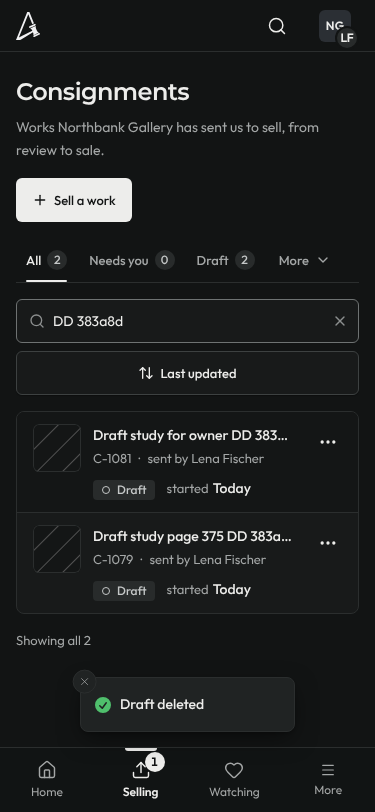 NG
LF
Consignments
Works Northbank Gallery has sent us to sell, from
review to sale.
Sell a work
All 2 Needs you 0 Draft 2 More
DD 383a8d
Last updated
Draft study for owner DD 383...
C-1081 · sent by Lena Fischer
Draft started Today
Draft study page 375 DD 383a...
C-1079 · sent by Lena Fischer
Draft started Today
Showing all 2
Draft deleted
1
Home Selling Watching More